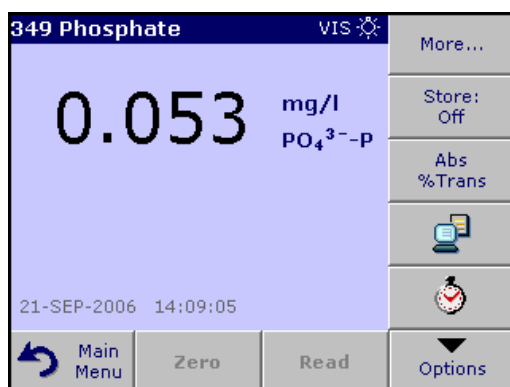 349 Phosphate VIS
More...
0.053 mg/l
PO₄³⁻-P
Store:
Off
Abs
%Trans
21-SEP-2006 14:09:05
Main
Menu
Zero
Read
Options